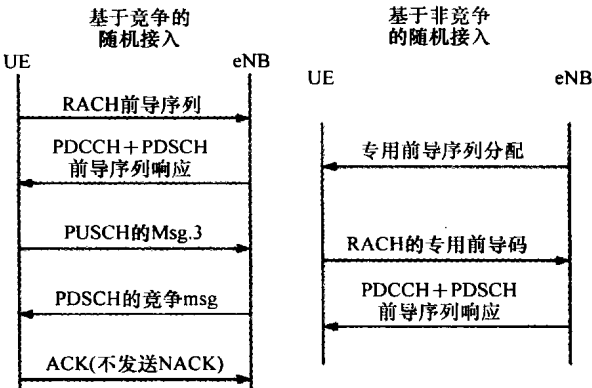 基于竞争的
随机接入
UE
eNB
RACH前导序列
PDCCH+PDSCH
前导序列响应
PUSCH的Msg.3
PDSCH的竞争msg
ACK(不发送NACK)
基于非竞争
的随机接入
UE
eNB
专用前导序列分配
RACH的专用前导码
PDCCH+PDSCH
前导序列响应